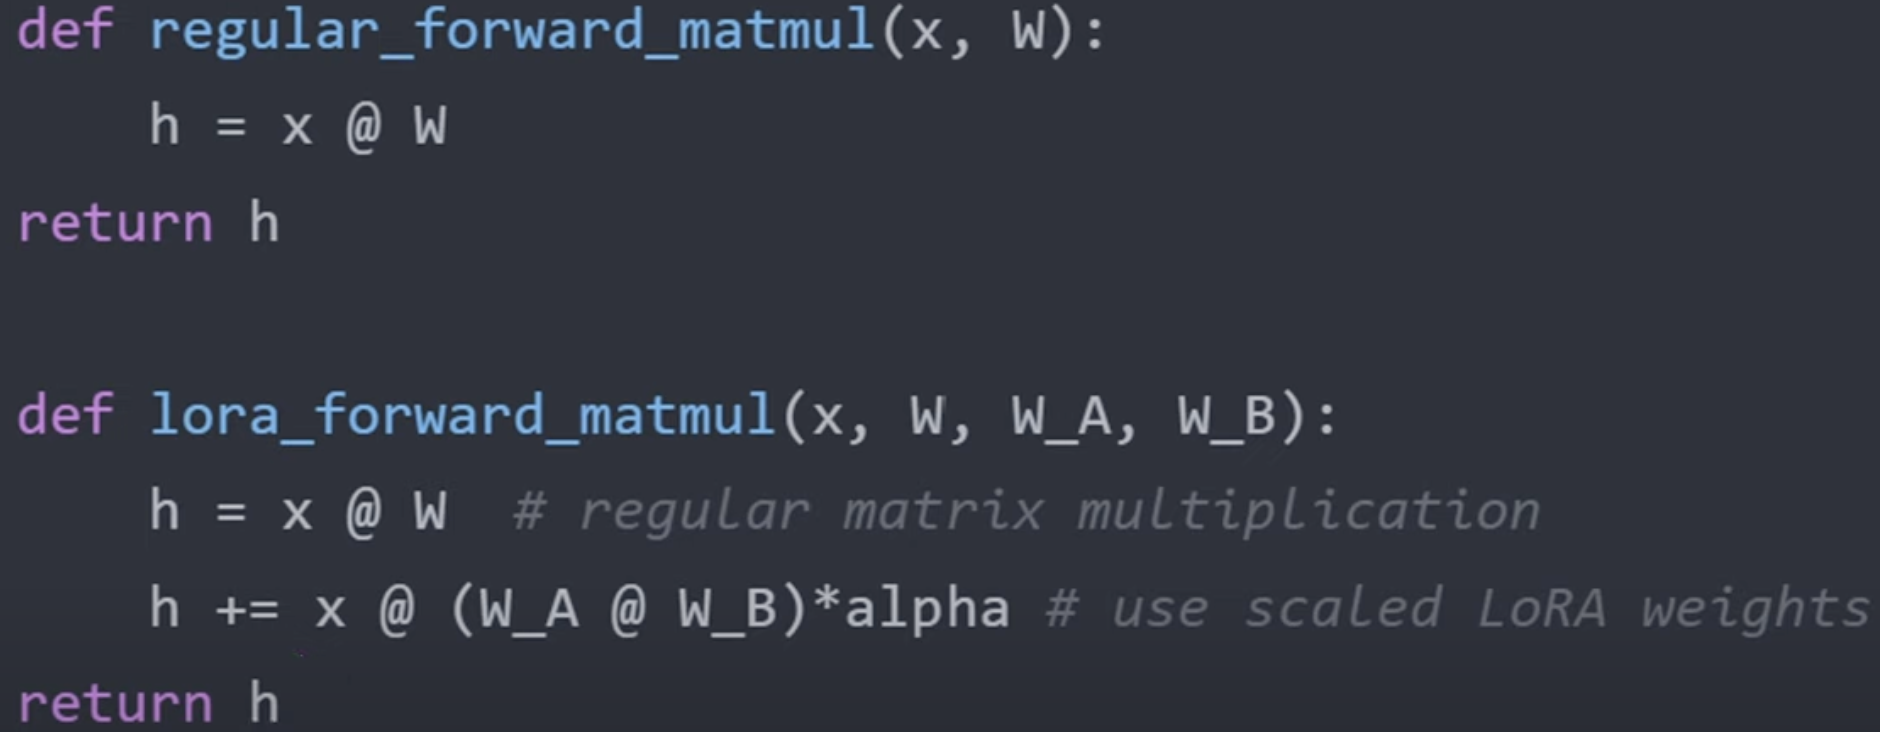 def regular_forward_matmul(x, W):
    h = x @ W
return h

def lora_forward_matmul(x, W, W_A, W_B):
    h = x @ W  # regular matrix multiplication
    h += x @ (W_A @ W_B)*alpha # use scaled LoRA weights
return h